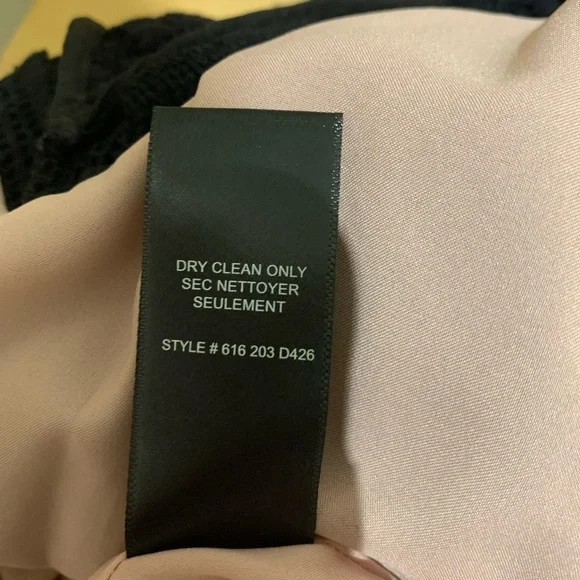 DRY CLEAN ONLY
SEC NETTOYER
SEULEMENT
STYLE # 616 203 D426